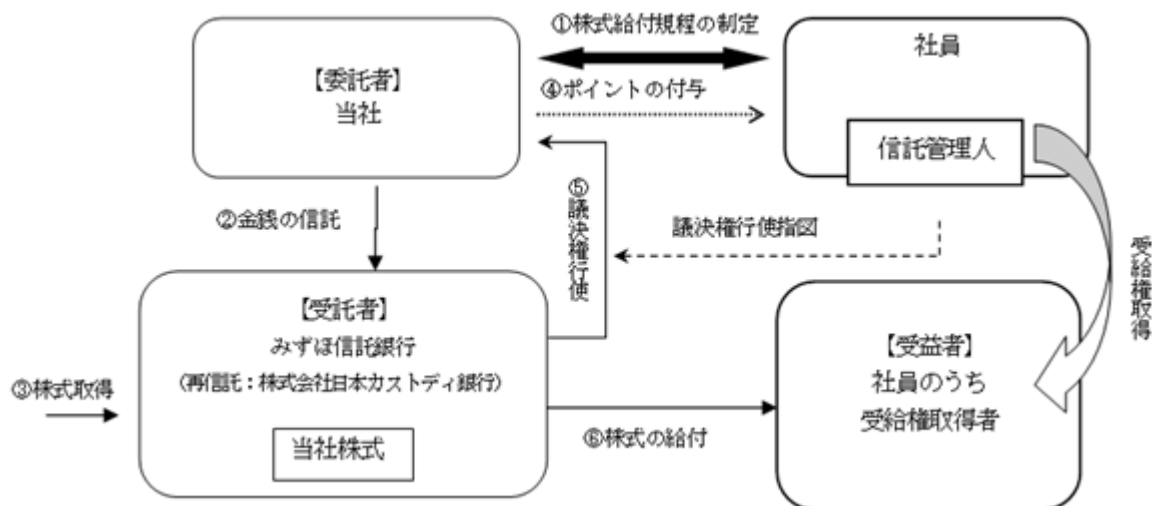 ①株式給付規程の制定
社員
【委託者】
当社
④ポイントの付与
信託管理人
②金銭の信託
⑤議決権行使
議決権行使指図
受給権取得
【受託者】
みずほ信託銀行
(再信託：株式会社日本カストディ銀行)
③株式取得
当社株式
⑥株式の給付
【受益者】
社員のうち
受給権取得者